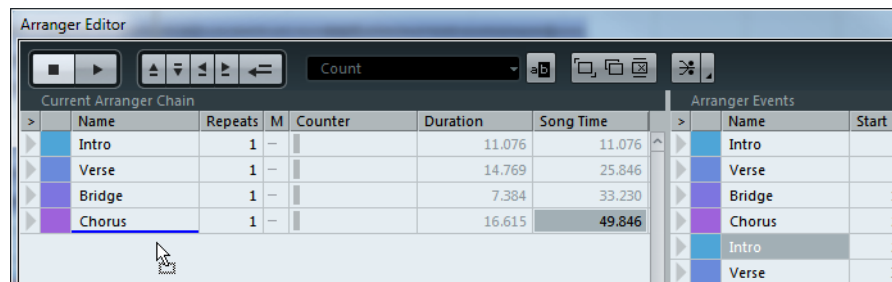 Arranger Editor
Count
ab
Current Arranger Chain
Arranger Events
> Name Repeats M Counter Duration Song Time
> Name Start
Intro 1 – 11.076 11.076
Intro
Verse 1 – 14.769 25.846
Verse
Bridge 1 – 7.384 33.230
Bridge
Chorus 1 – 16.615 49.846
Chorus
Intro
Verse